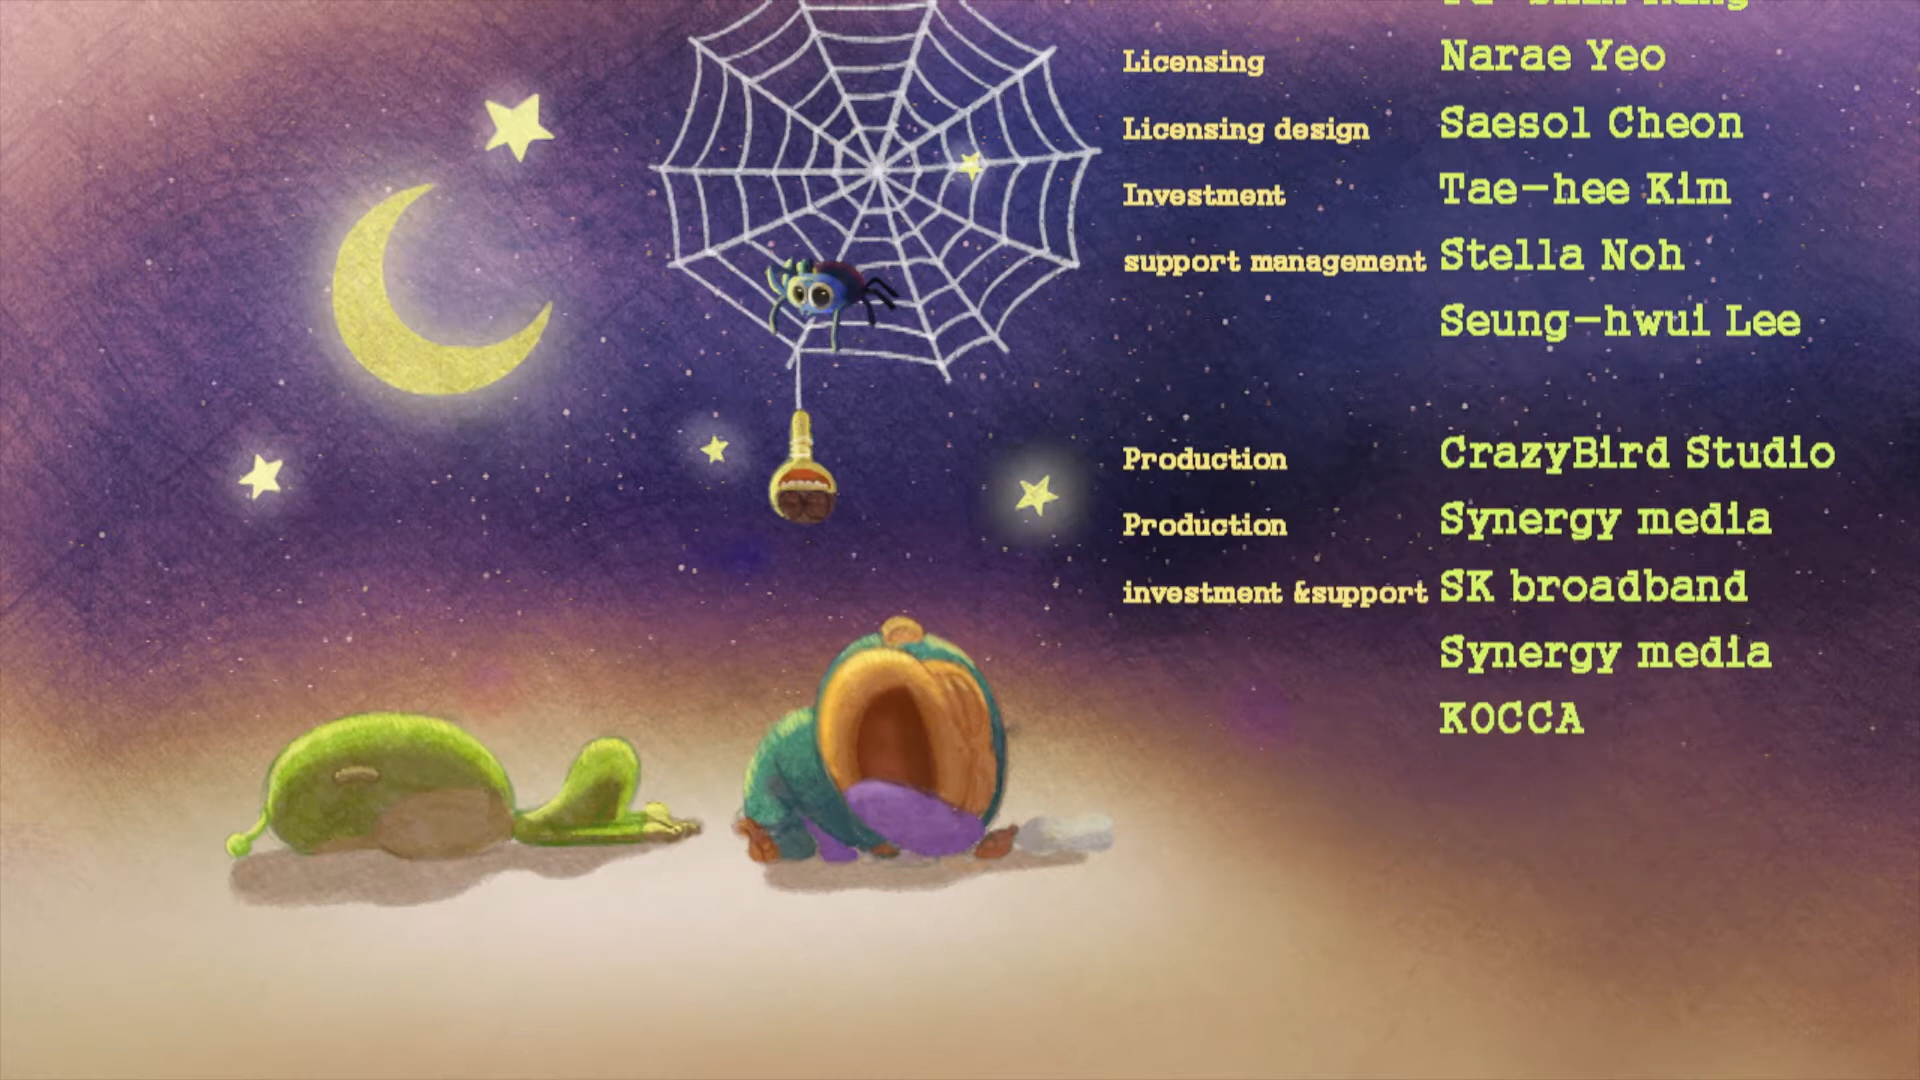 Licensing Narae Yeo
Licensing design Saesol Cheon
Investment Tae-hee Kim
support management Stella Noh
Seung-hwui Lee
Production CrazyBird Studio
Production Synergy media
investment &support SK broadband
Synergy media
KOCCA